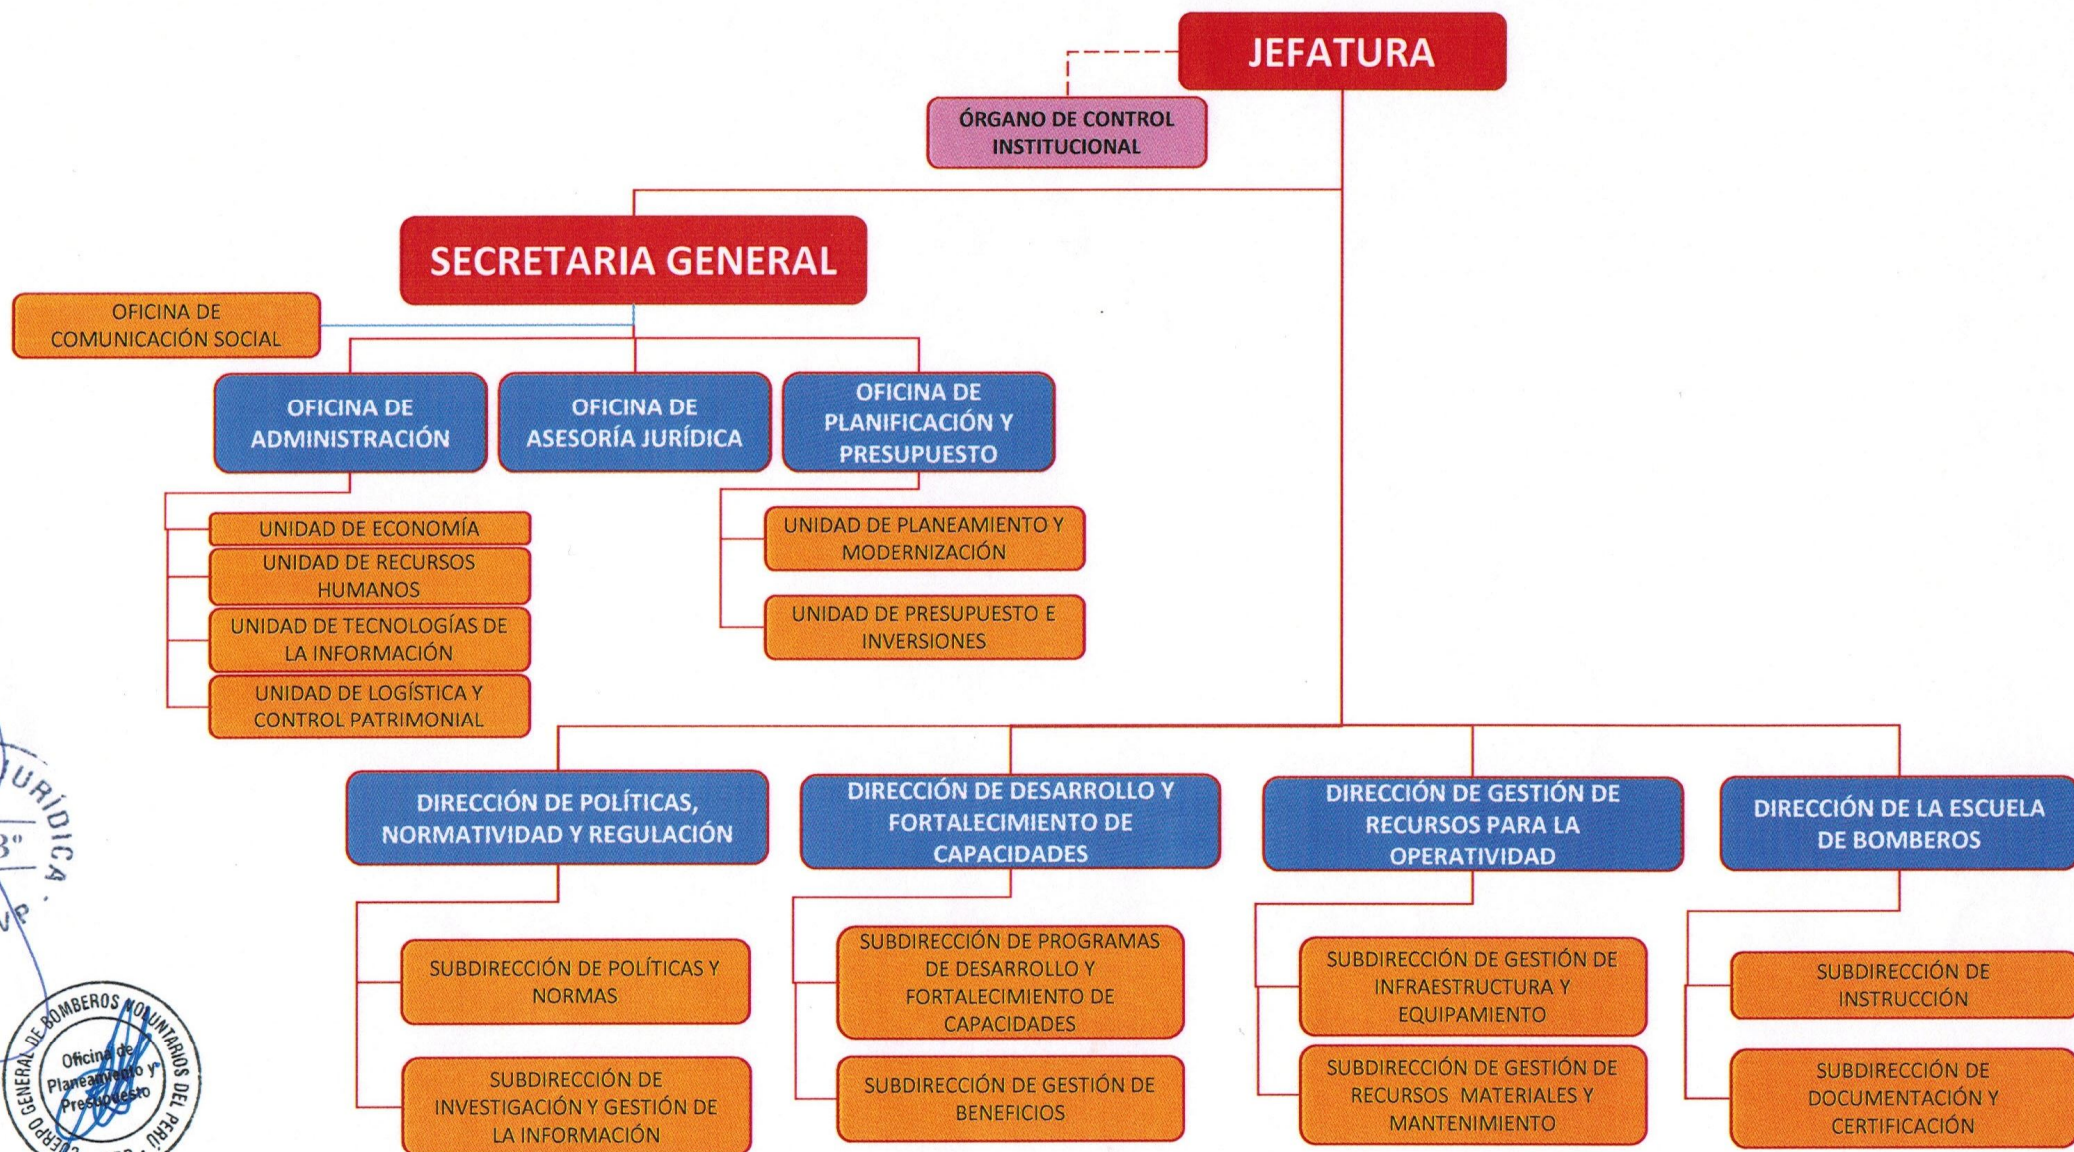 JEFATURA
ÓRGANO DE CONTROL
INSTITUCIONAL
SECRETARIA GENERAL
OFICINA DE
COMUNICACIÓN SOCIAL
OFICINA DE
ADMINISTRACIÓN
OFICINA DE
ASESORÍA JURÍDICA
OFICINA DE
PLANIFICACIÓN Y
PRESUPUESTO
UNIDAD DE ECONOMÍA
UNIDAD DE RECURSOS
HUMANOS
UNIDAD DE TECNOLOGÍAS DE
LA INFORMACIÓN
UNIDAD DE LOGÍSTICA Y
CONTROL PATRIMONIAL
UNIDAD DE PLANEAMIENTO Y
MODERNIZACIÓN
UNIDAD DE PRESUPUESTO E
INVERSIONES
DIRECCIÓN DE POLÍTICAS,
NORMATIVIDAD Y REGULACIÓN
SUBDIRECCIÓN DE POLÍTICAS Y
NORMAS
SUBDIRECCIÓN DE
INVESTIGACIÓN Y GESTIÓN DE
LA INFORMACIÓN
DIRECCIÓN DE DESARROLLO Y
FORTALECIMIENTO DE
CAPACIDADES
SUBDIRECCIÓN DE PROGRAMAS
DE DESARROLLO Y
FORTALECIMIENTO DE
CAPACIDADES
SUBDIRECCIÓN DE GESTIÓN DE
BENEFICIOS
DIRECCIÓN DE GESTIÓN DE
RECURSOS PARA LA
OPERATIVIDAD
SUBDIRECCIÓN DE GESTIÓN DE
INFRAESTRUCTURA Y
EQUIPAMIENTO
SUBDIRECCIÓN DE GESTIÓN DE
RECURSOS MATERIALES Y
MANTENIMIENTO
DIRECCIÓN DE LA ESCUELA
DE BOMBEROS
SUBDIRECCIÓN DE
INSTRUCCIÓN
SUBDIRECCIÓN DE
DOCUMENTACIÓN Y
CERTIFICACIÓN
JURÍDICA
GENERAL DE BOMBEROS VOLUNTARIOS DEL PERÚ
Oficina de
Planeamiento y
Presupuesto